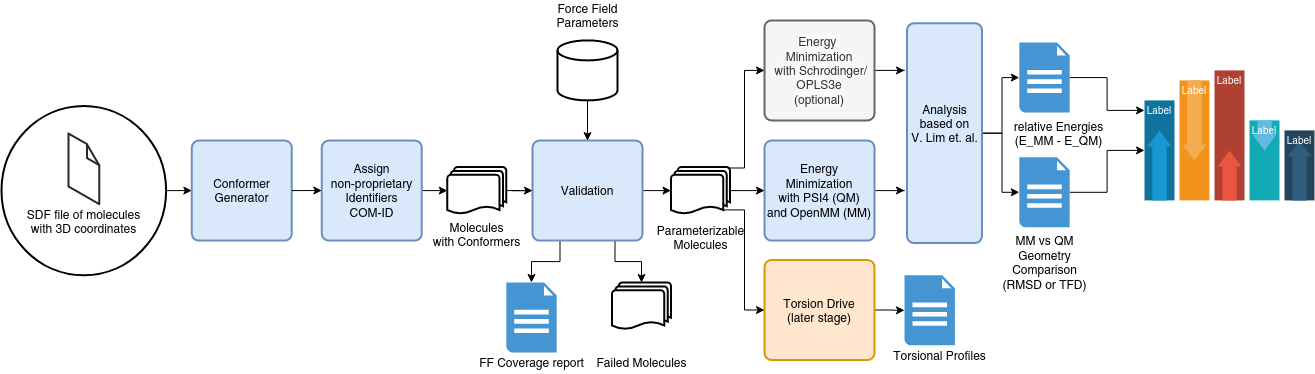 Force Field
Parameters
SDF file of molecules
with 3D coordinates
Conformer
Generator
Assign
non-proprietary
Identifiers
COM-ID
Molecules
with Conformers
Validation
FF Coverage report
Failed Molecules
Parameterizable
Molecules
Energy
Minimization
with Schrodinger/
OPLS3e
(optional)
Energy
Minimization
with PSI4 (QM)
and OpenMM (MM)
Torsion Drive
(later stage)
Torsional Profiles
Analysis
based on
V. Lim et. al.
relative Energies
(E_MM - E_QM)
MM vs QM
Geometry
Comparison
(RMSD or TFD)
Label
Label
Label
Label
Label